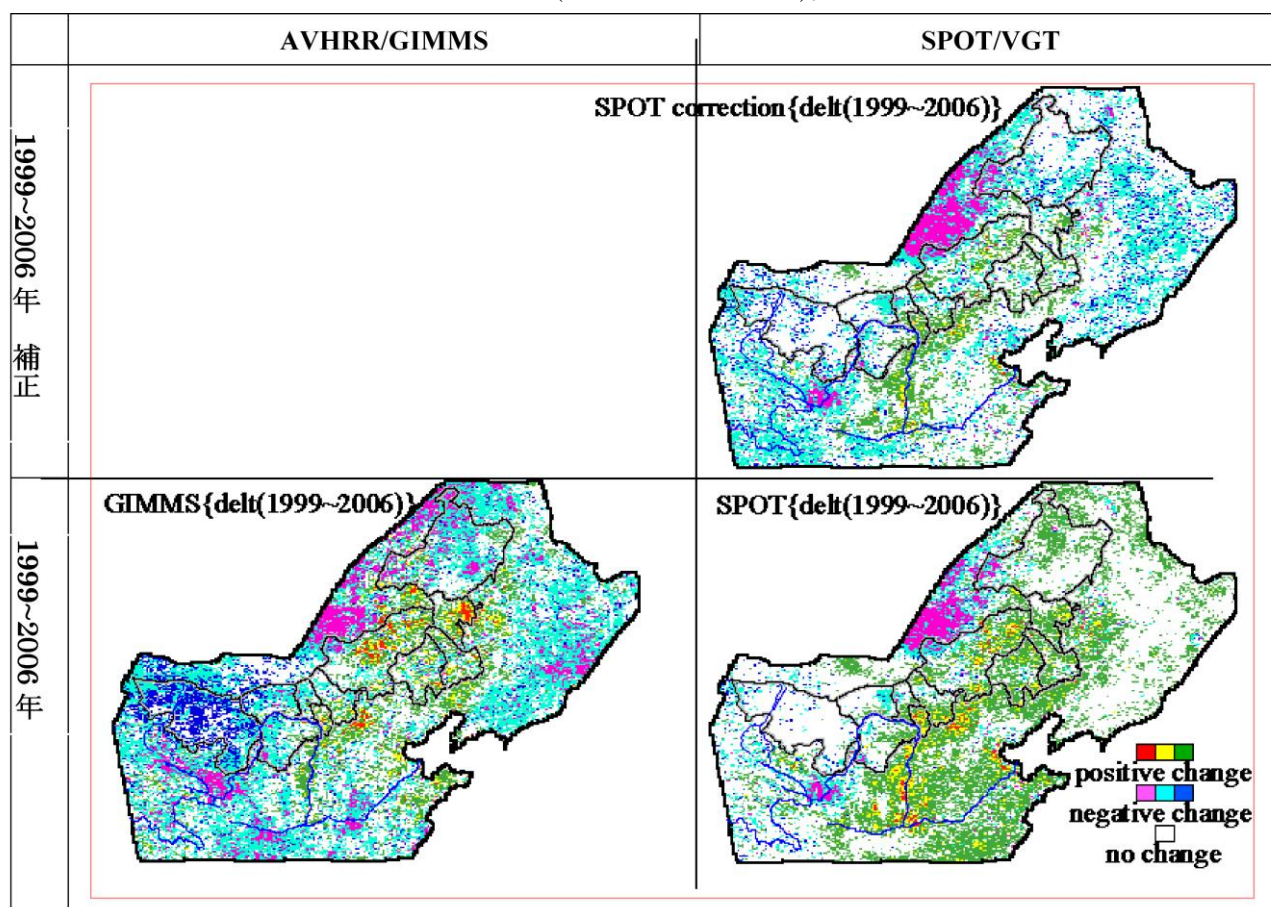 AVHRR/GIMMS
SPOT/VGT
1999~2006年 補正
SPOT correction{delt(1999~2006)}
1999~2006年
GIMMS{delt(1999~2006)}
SPOT{delt(1999~2006)}
positive change
negative change
no change